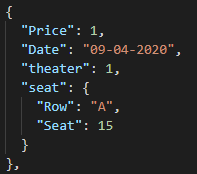 {
  "Price": 1,
  "Date": "09-04-2020",
  "theater": 1,
  "seat": {
    "Row": "A",
    "Seat": 15
  }
},